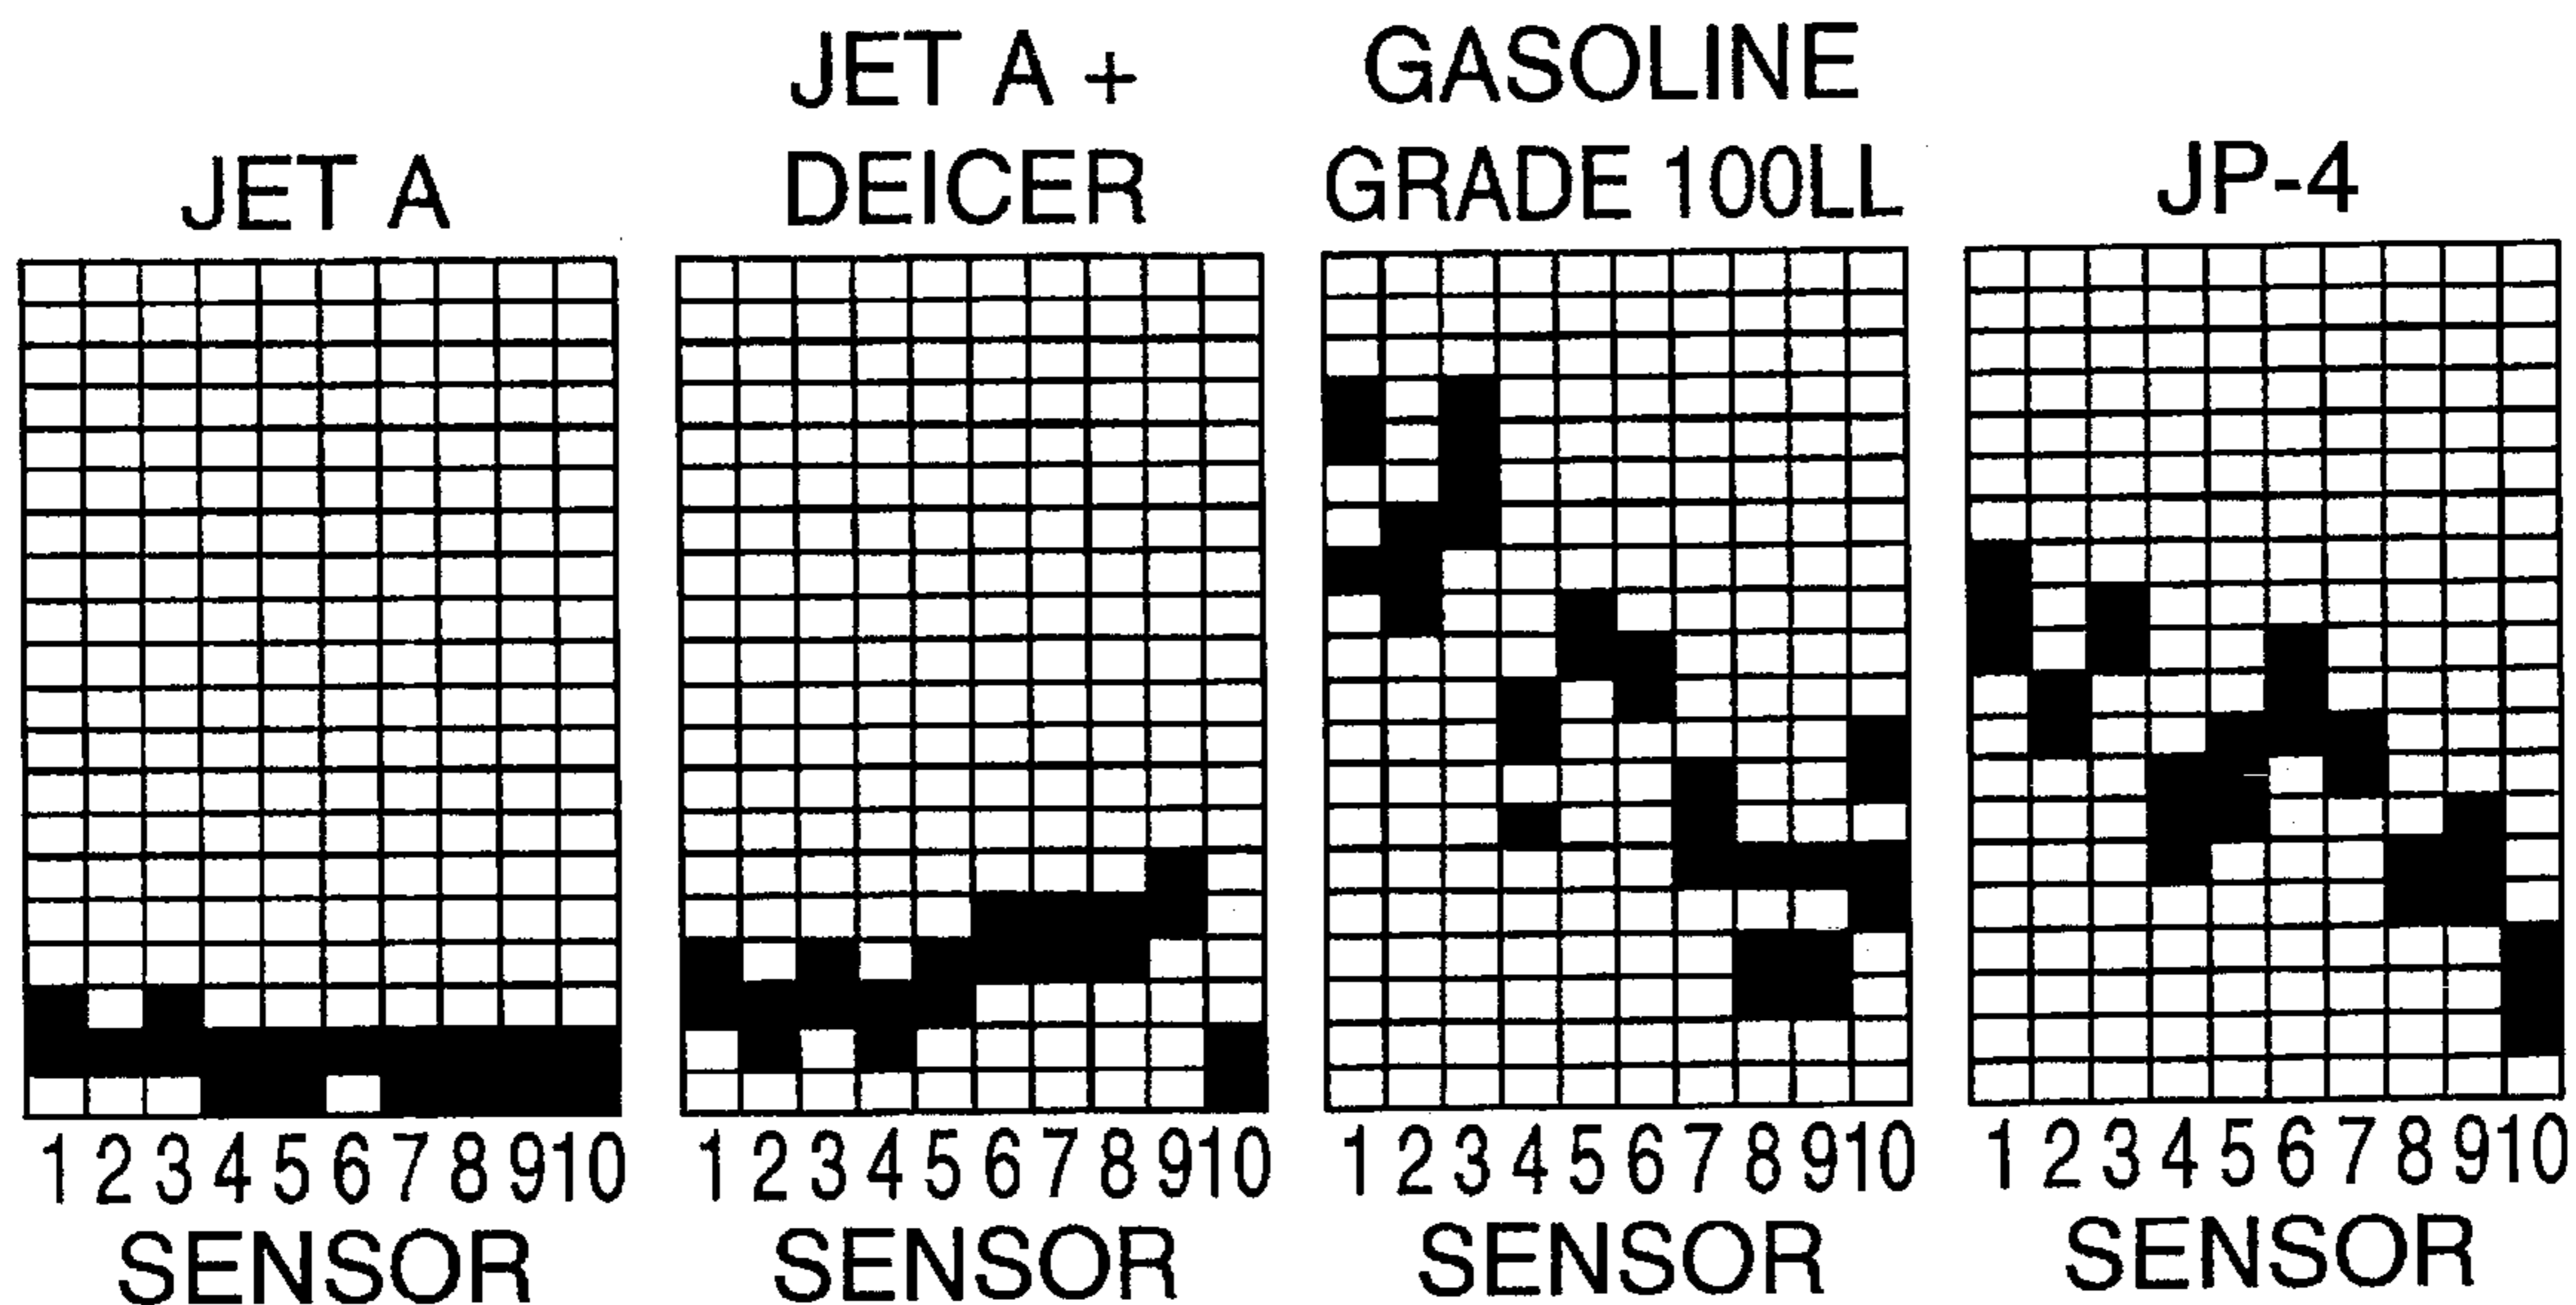 JET A
1 2 3 4 5 6 7 8 9 10
SENSOR
JET A +
DEICER
1 2 3 4 5 6 7 8 9 10
SENSOR
GASOLINE
GRADE 100LL
1 2 3 4 5 6 7 8 9 10
SENSOR
JP-4
1 2 3 4 5 6 7 8 9 10
SENSOR